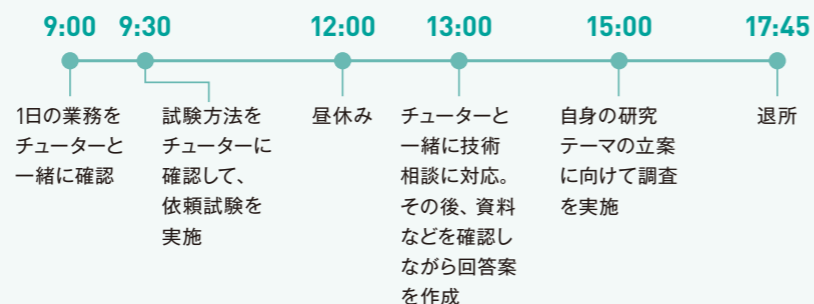 9:00
1日の業務を
チューターと
一緒に確認
9:30
試験方法を
チューターに
確認して、
依頼試験を
実施
12:00
昼休み
13:00
チューターと
一緒に技術
相談に対応。
その後、資料
などを確認し
ながら回答案
を作成
15:00
自身の研究
テーマの立案
に向けて調査
を実施
17:45
退所